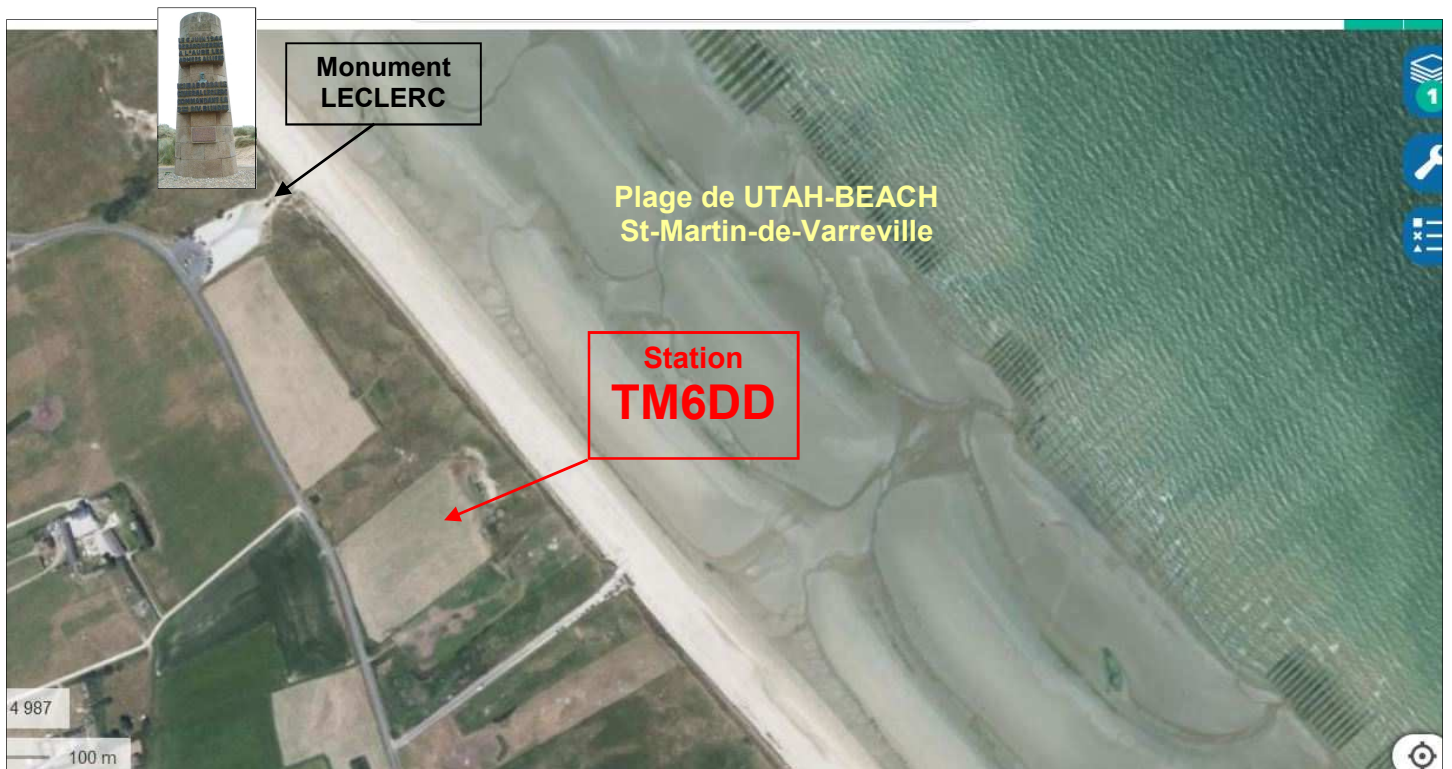 Monument
LECLERC
1
Plage de UTAH-BEACH
St-Martin-de-Varreville
Station
TM6DD
4 987
100 m